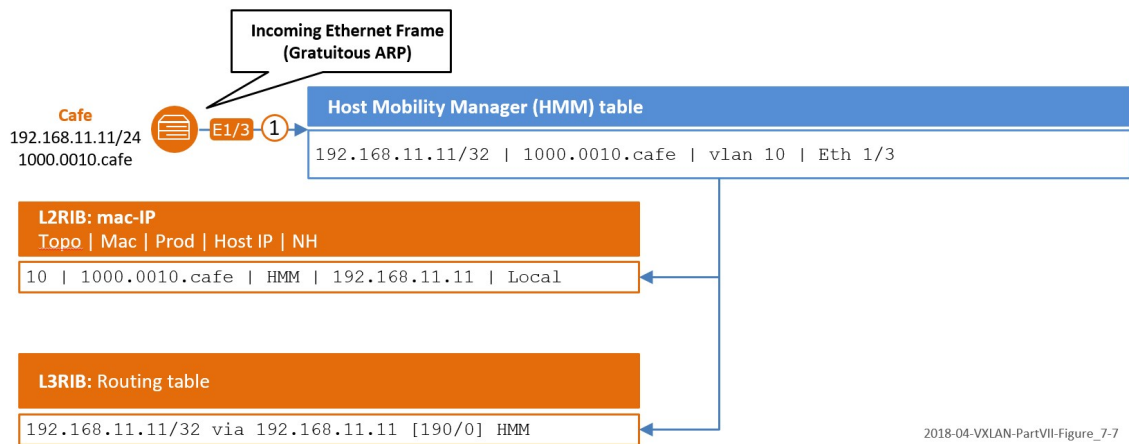 Incoming Ethernet Frame
(Gratuitous ARP)
Cafe
192.168.11.11/24
1000.0010.cafe
E1/3
1
Host Mobility Manager (HMM) table
192.168.11.11/32 | 1000.0010.cafe | vlan 10 | Eth 1/3
L2RIB: mac-IP
Topo | Mac | Prod | Host IP | NH
10 | 1000.0010.cafe | HMM | 192.168.11.11 | Local
L3RIB: Routing table
192.168.11.11/32 via 192.168.11.11 [190/0] HMM
2018-04-VXLAN-PartVII-Figure_7-7